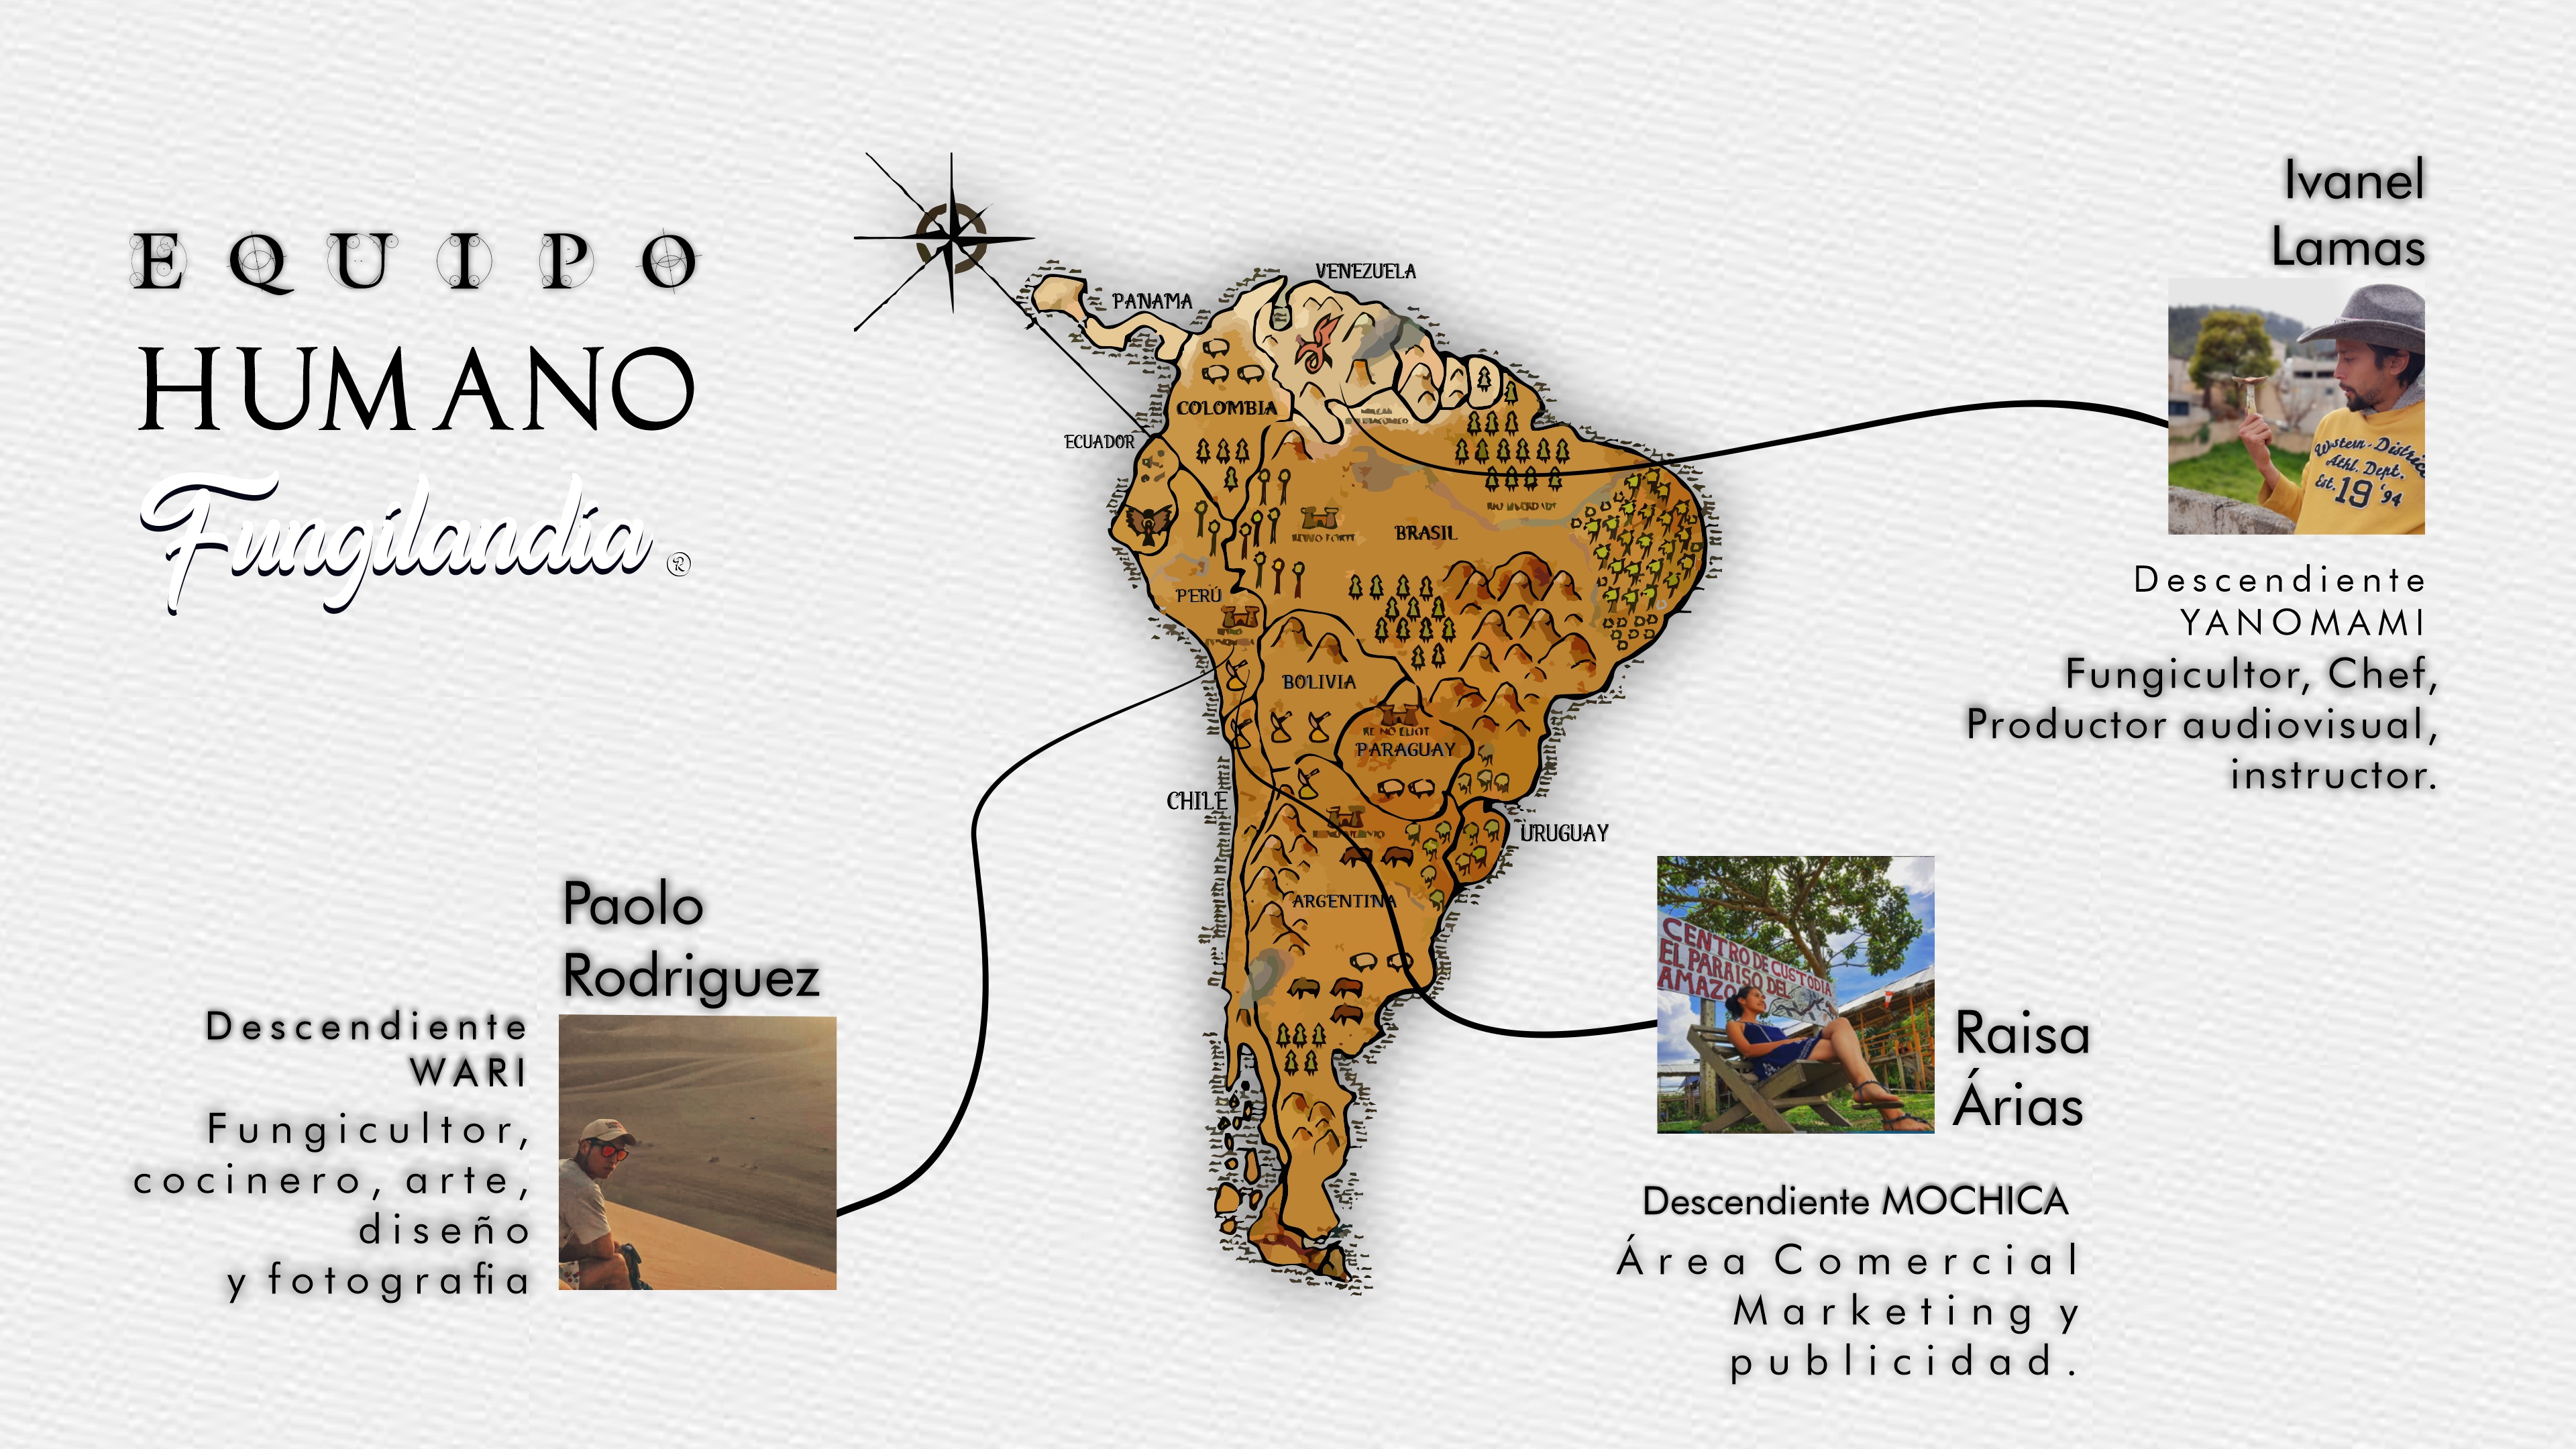 EQUIPO
HUMANO
Fungilandia ®
PANAMA
VENEZUELA
COLOMBIA
ECUADOR
BRASIL
PERÚ
BOLIVIA
PARAGUAY
CHILE
URUGUAY
ARGENTINA
Ivanel
Lamas
Western-District
Athl. Dept.
Est. 19 '94
Descendiente
YANOMAMI
Fungicultor, Chef,
Productor audiovisual,
instructor.
Paolo
Rodriguez
Descendiente
WARI
Fungicultor,
cocinero, arte,
diseño
y fotografia
CENTRO DE CUSTODIA
EL PARAISO DEL
Raisa
Árias
Descendiente MOCHICA
Área Comercial
Marketing y
publicidad.